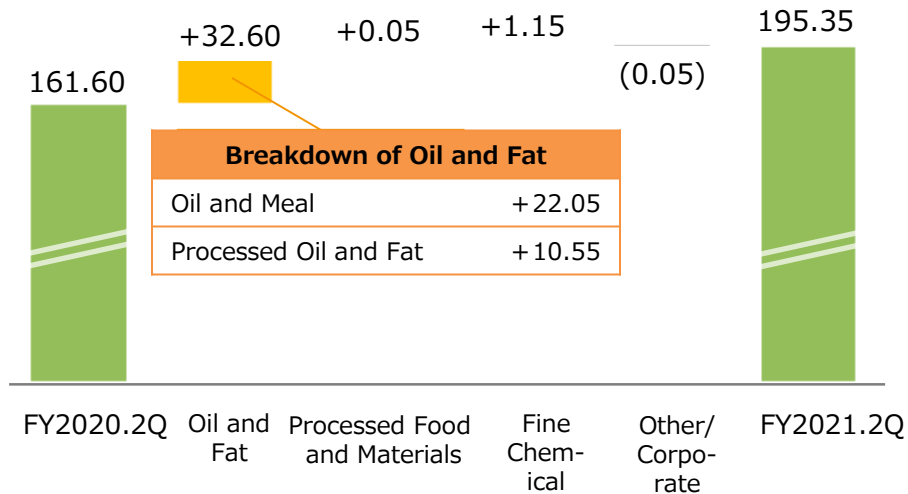 161.60
+32.60
+0.05
+1.15
(0.05)
195.35
Breakdown of Oil and Fat
Oil and Meal +22.05
Processed Oil and Fat +10.55
FY2020.2Q
Oil and
Fat
Processed Food
and Materials
Fine
Chem-
ical
Other/
Corpo-
rate
FY2021.2Q